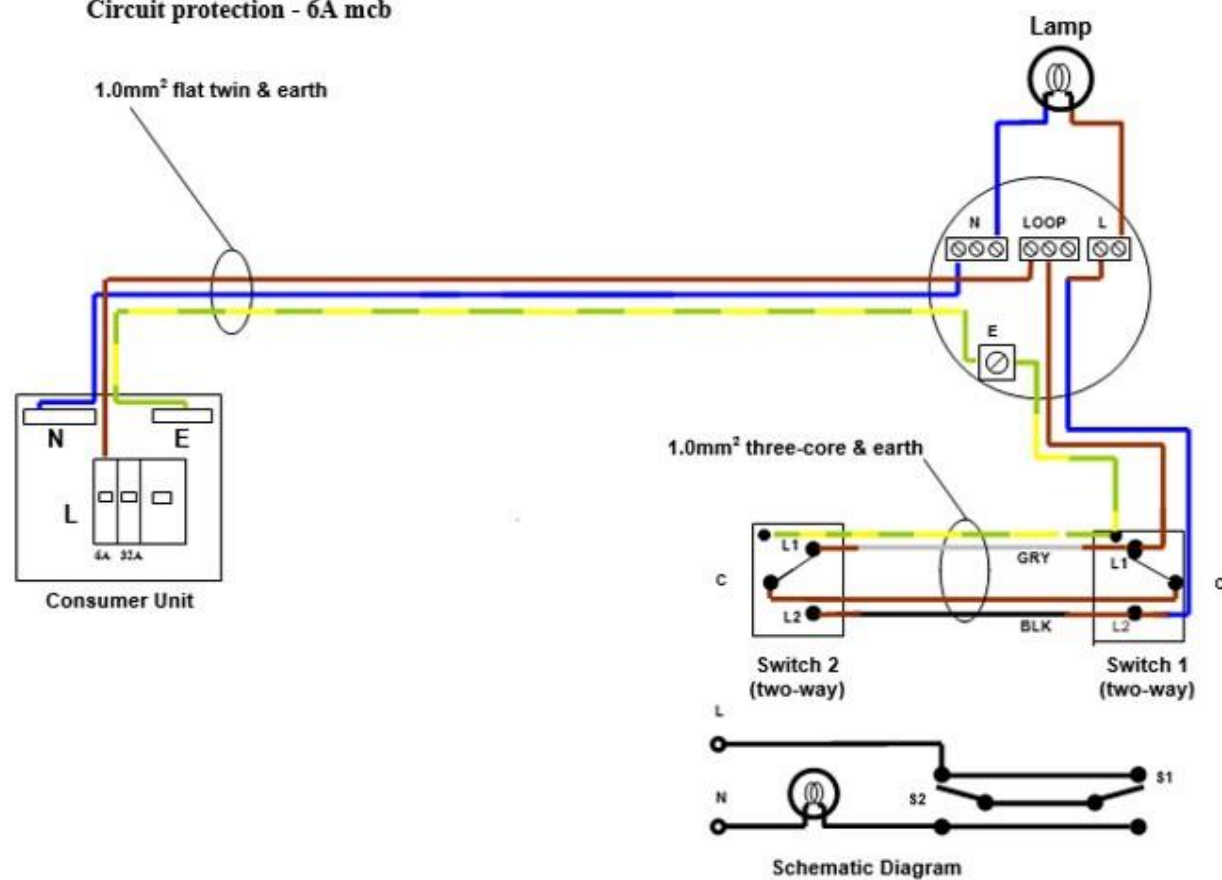 Circuit protection - 6A mcb
Lamp
1.0mm² flat twin & earth
N LOOP L
E
N E
L
6A 32A
Consumer Unit
1.0mm² three-core & earth
L1 GRY L1
C C
L2 BLK L2
Switch 2 Switch 1
(two-way) (two-way)
L
S1
N S2
Schematic Diagram